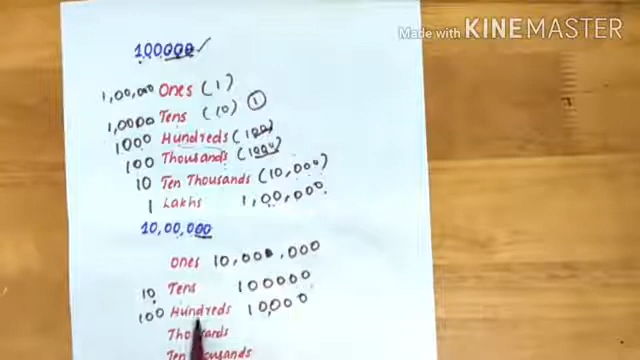 Made with KINEMASTER
100000 ✓
1,00,000 Ones (1)
1,0000 Tens (10) ①
1000 Hundreds (100)
100 Thousands (1000)
10 Ten Thousands (10,000)
1 Lakhs 1,00,000
10,00,000
Ones 10,000,000
10 Tens 100000
100 Hundreds 10,000
Thousands
Ten Thousands